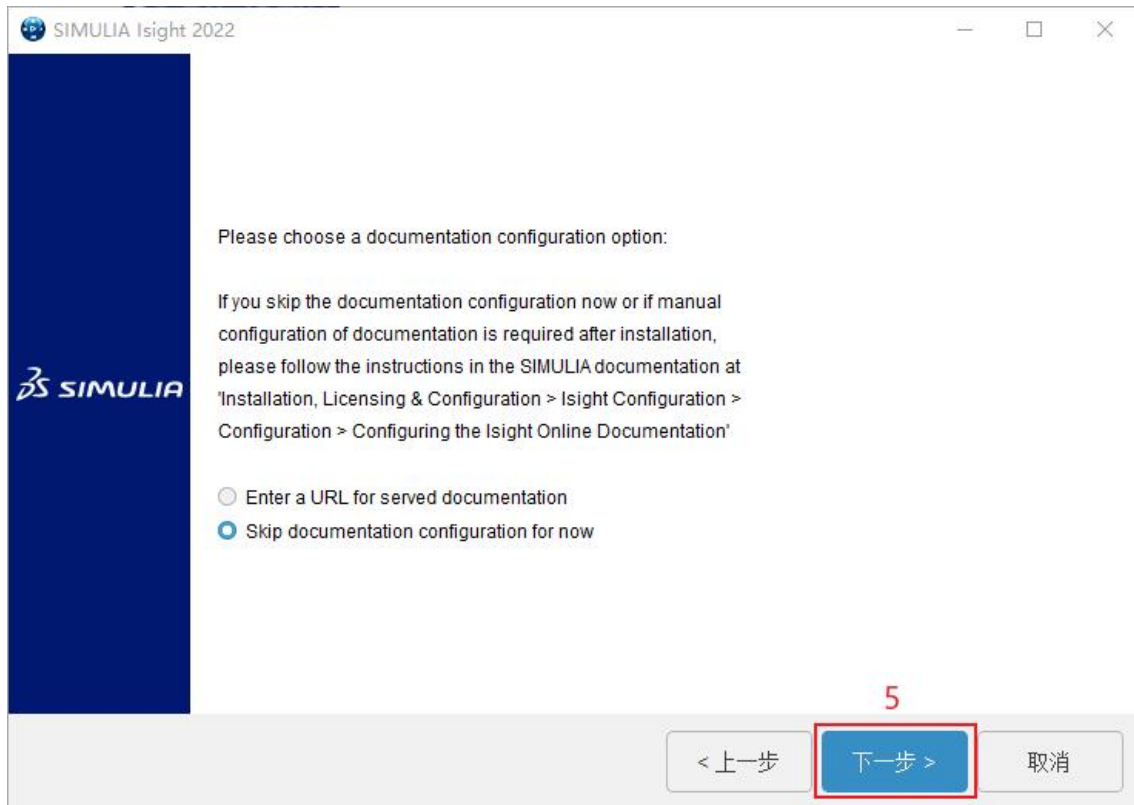 SIMULIA Isight 2022
Please choose a documentation configuration option:
If you skip the documentation configuration now or if manual
configuration of documentation is required after installation,
please follow the instructions in the SIMULIA documentation at
'Installation, Licensing & Configuration > Isight Configuration >
Configuration > Configuring the Isight Online Documentation'
3S SIMULIA
Enter a URL for served documentation
Skip documentation configuration for now
5
< 上一步
下一步 >
取消